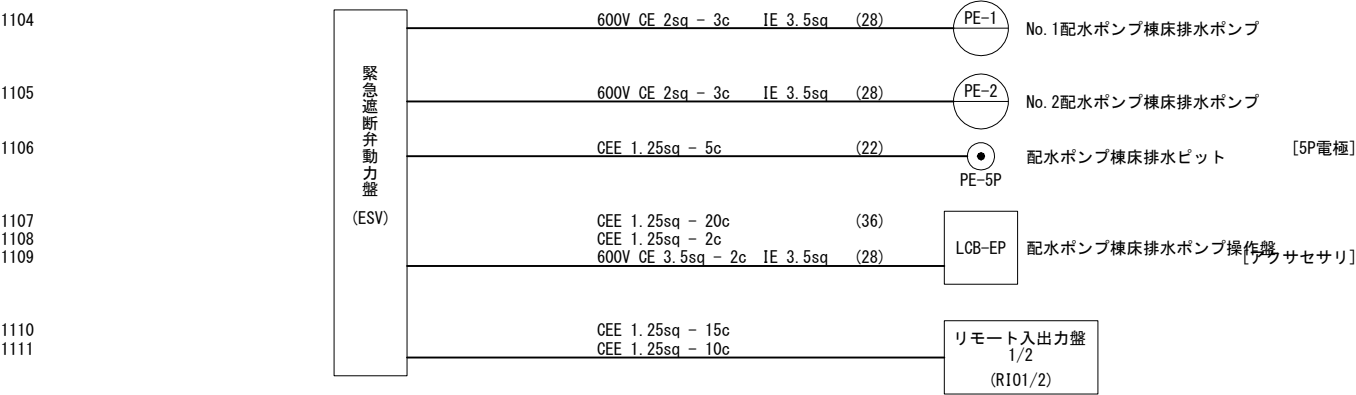 1104 600V CE 2sq - 3c IE 3.5sq (28) PE-1 No.1配水ポンプ棟床排水ポンプ
1105 600V CE 2sq - 3c IE 3.5sq (28) PE-2 No.2配水ポンプ棟床排水ポンプ
1106 CEE 1.25sq - 5c (22) 配水ポンプ棟床排水ピット [5P電極]
PE-5P
緊急遮断弁動力盤
(ESV)
1107 CEE 1.25sq - 20c (36)
1108 CEE 1.25sq - 2c
1109 600V CE 3.5sq - 2c IE 3.5sq (28) LCB-EP 配水ポンプ棟床排水ポンプ操作盤 [アクサセサリ]
1110 CEE 1.25sq - 15c
1111 CEE 1.25sq - 10c
リモート入出力盤
1/2
(RIO1/2)